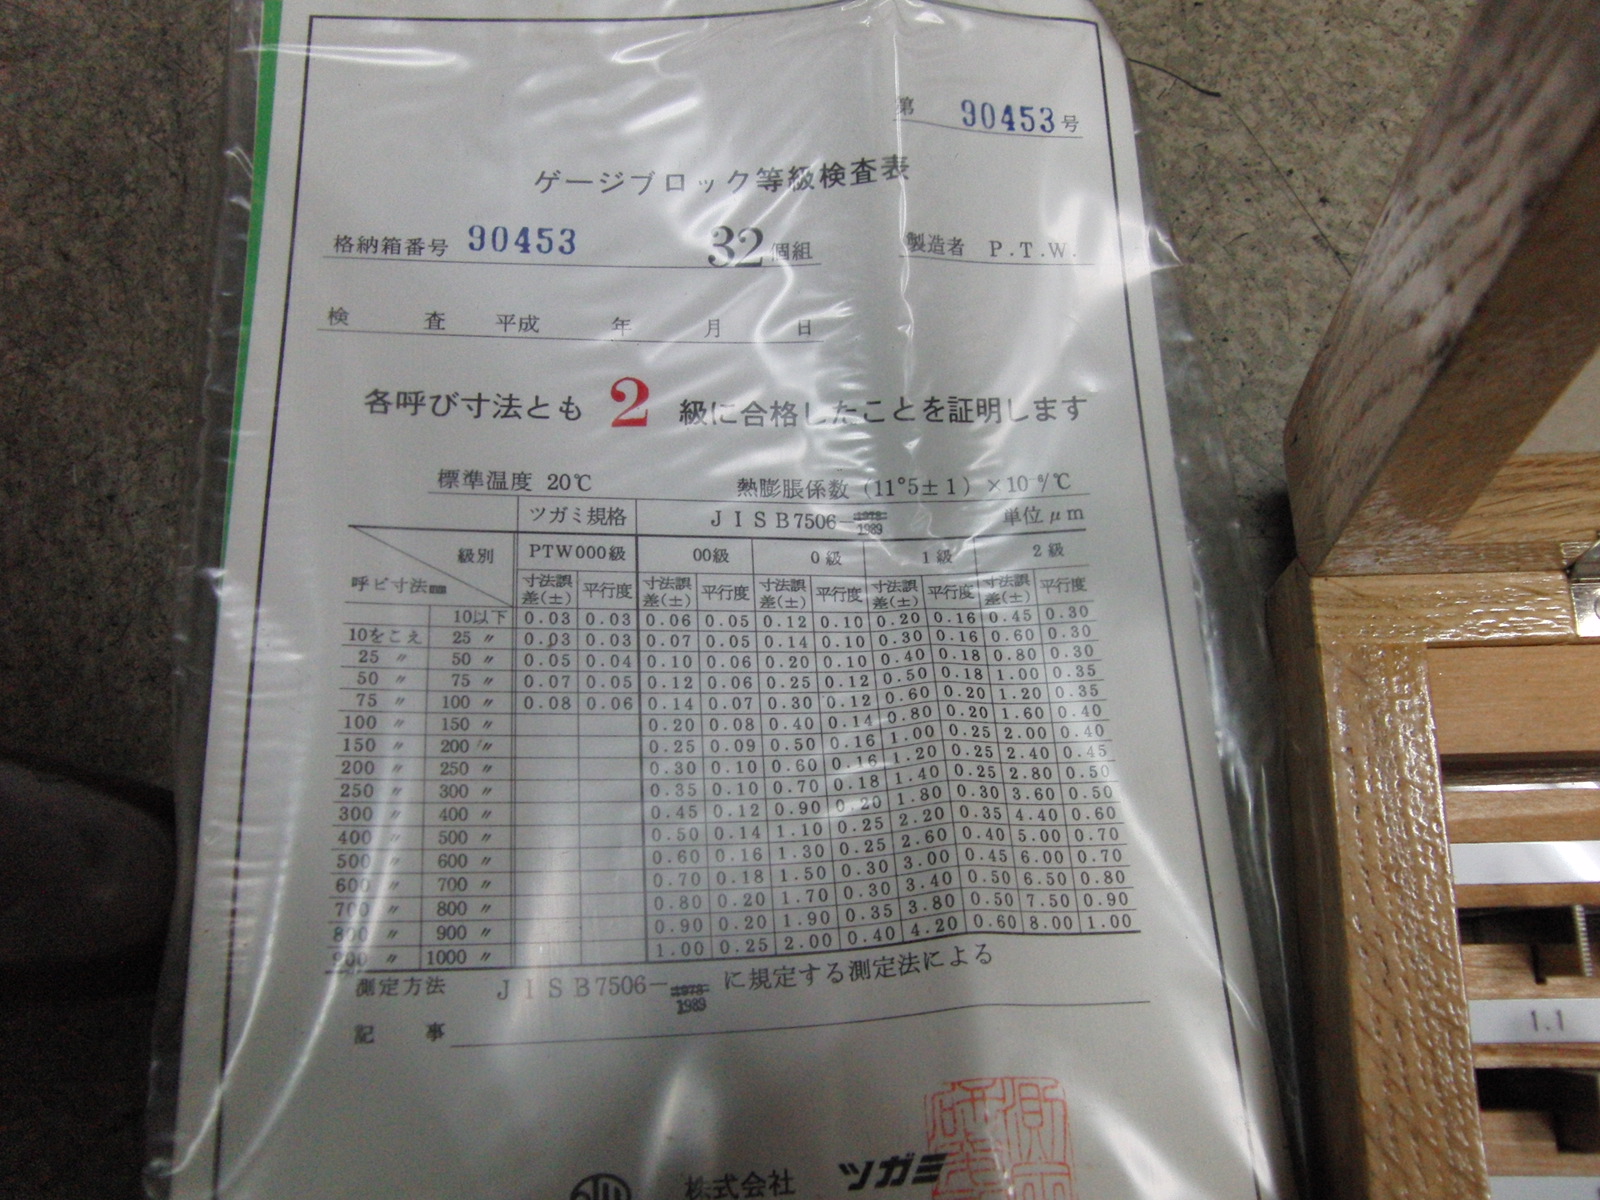 第 90453 号
ゲージブロック等級検査表
格納箱番号 90453 32 個組 製造者 P.T.W.
検 査 平成 年 月 日
各呼び寸法とも 2 級に合格したことを証明します
標準温度 20℃ 熱膨脹係数 (11°5±1)×10⁻⁶/℃
ツガミ規格 JIS B7506-1989 単位μm
級別 PTW000級 00級 0級 1級 2級
呼ビ寸法㎜ 寸法誤差(±) 平行度 寸法誤差(±) 平行度 寸法誤差(±) 平行度 寸法誤差(±) 平行度 寸法誤差(±) 平行度
10以下 0.03 0.03 0.06 0.05 0.12 0.10 0.20 0.16 0.45 0.30
10をこえ 25 〃 0.03 0.03 0.07 0.05 0.14 0.10 0.30 0.16 0.60 0.30
25 〃 50 〃 0.05 0.04 0.10 0.06 0.20 0.10 0.40 0.18 0.80 0.30
50 〃 75 〃 0.07 0.05 0.12 0.06 0.25 0.12 0.50 0.18 1.00 0.35
75 〃 100 〃 0.08 0.06 0.14 0.07 0.30 0.12 0.60 0.20 1.20 0.35
100 〃 150 〃 0.20 0.08 0.40 0.14 0.80 0.20 1.60 0.40
150 〃 200 〃 0.25 0.09 0.50 0.16 1.00 0.25 2.00 0.40
200 〃 250 〃 0.30 0.10 0.60 0.16 1.20 0.25 2.40 0.45
250 〃 300 〃 0.35 0.10 0.70 0.18 1.40 0.25 2.80 0.50
300 〃 400 〃 0.45 0.12 0.90 0.20 1.80 0.30 3.60 0.50
400 〃 500 〃 0.50 0.14 1.10 0.25 2.20 0.35 4.40 0.60
500 〃 600 〃 0.60 0.16 1.30 0.25 2.60 0.40 5.00 0.70
600 〃 700 〃 0.70 0.18 1.50 0.30 3.00 0.45 6.00 0.70
700 〃 800 〃 0.80 0.20 1.70 0.30 3.40 0.50 6.50 0.80
800 〃 900 〃 0.90 0.20 1.90 0.35 3.80 0.50 7.50 0.90
900 〃 1000 〃 1.00 0.25 2.00 0.40 4.20 0.60 8.00 1.00
測定方法 JIS B7506-1989 に規定する測定法による
記 事
株式会社 ツガミ
1.1